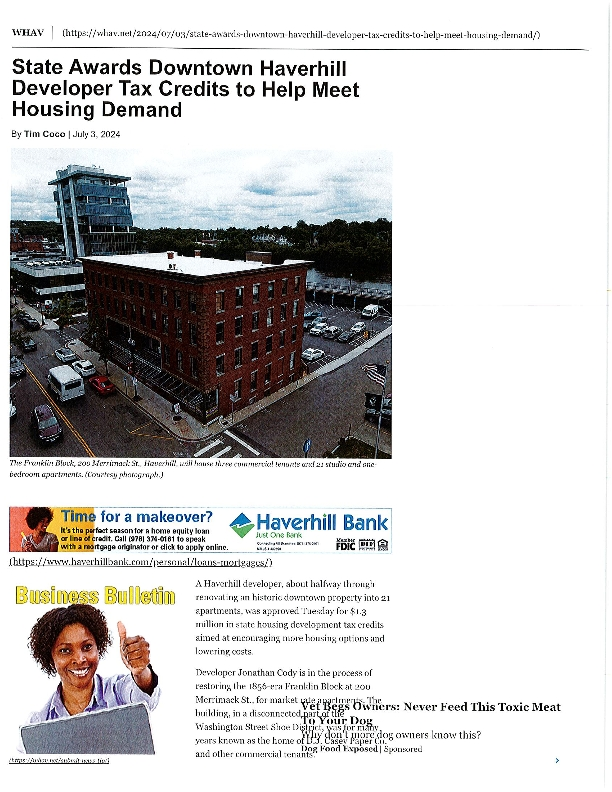 WHAV | (https://whav.net/2024/07/03/state-awards-downtown-haverhill-developer-tax-credits-to-help-meet-housing-demand/)
State Awards Downtown Haverhill
Developer Tax Credits to Help Meet
Housing Demand
By Tim Coco | July 3, 2024
The Franklin Block, 200 Merrimack St., Haverhill, will house three commercial tenants and 21 studio and one-
bedroom apartments. (Courtesy photograph.)
Time for a makeover?
It's the perfect season for a home equity loan
or line of credit. Call (978) 374-0161 to speak
with a mortgage originator or click to apply online.
Haverhill Bank
Just One Bank
Member
FDIC
(https://www.haverhillbank.com/personal/loans-mortgages/)
Business Bulletin
(https://whav.net/submit-news-tip/)
A Haverhill developer, about halfway through
renovating an historic downtown property into 21
apartments, was approved Tuesday for $1.3
million in state housing development tax credits
aimed at encouraging more housing options and
lowering costs.
Developer Jonathan Cody is in the process of
restoring the 1856-era Franklin Block at 200
Merrimack St., for market rate apartments. The
building, in a disconnected part of the
Washington Street Shoe District, was for many
years known as the home of D.J. Casey Paper Co.
and other commercial tenants.
Vet Begs Owners: Never Feed This Toxic Meat
To Your Dog
Why don't more dog owners know this?
Dog Food Exposed | Sponsored